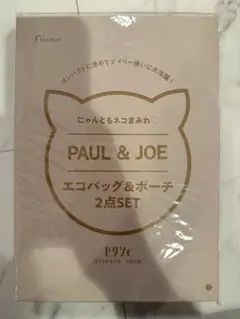 コンパクトに決めてデイリー使いに大活躍!
にゃんともネコまみれ♡
PAUL & JOE
エコバッグ&ポーチ
2点SET
ゼクシィ